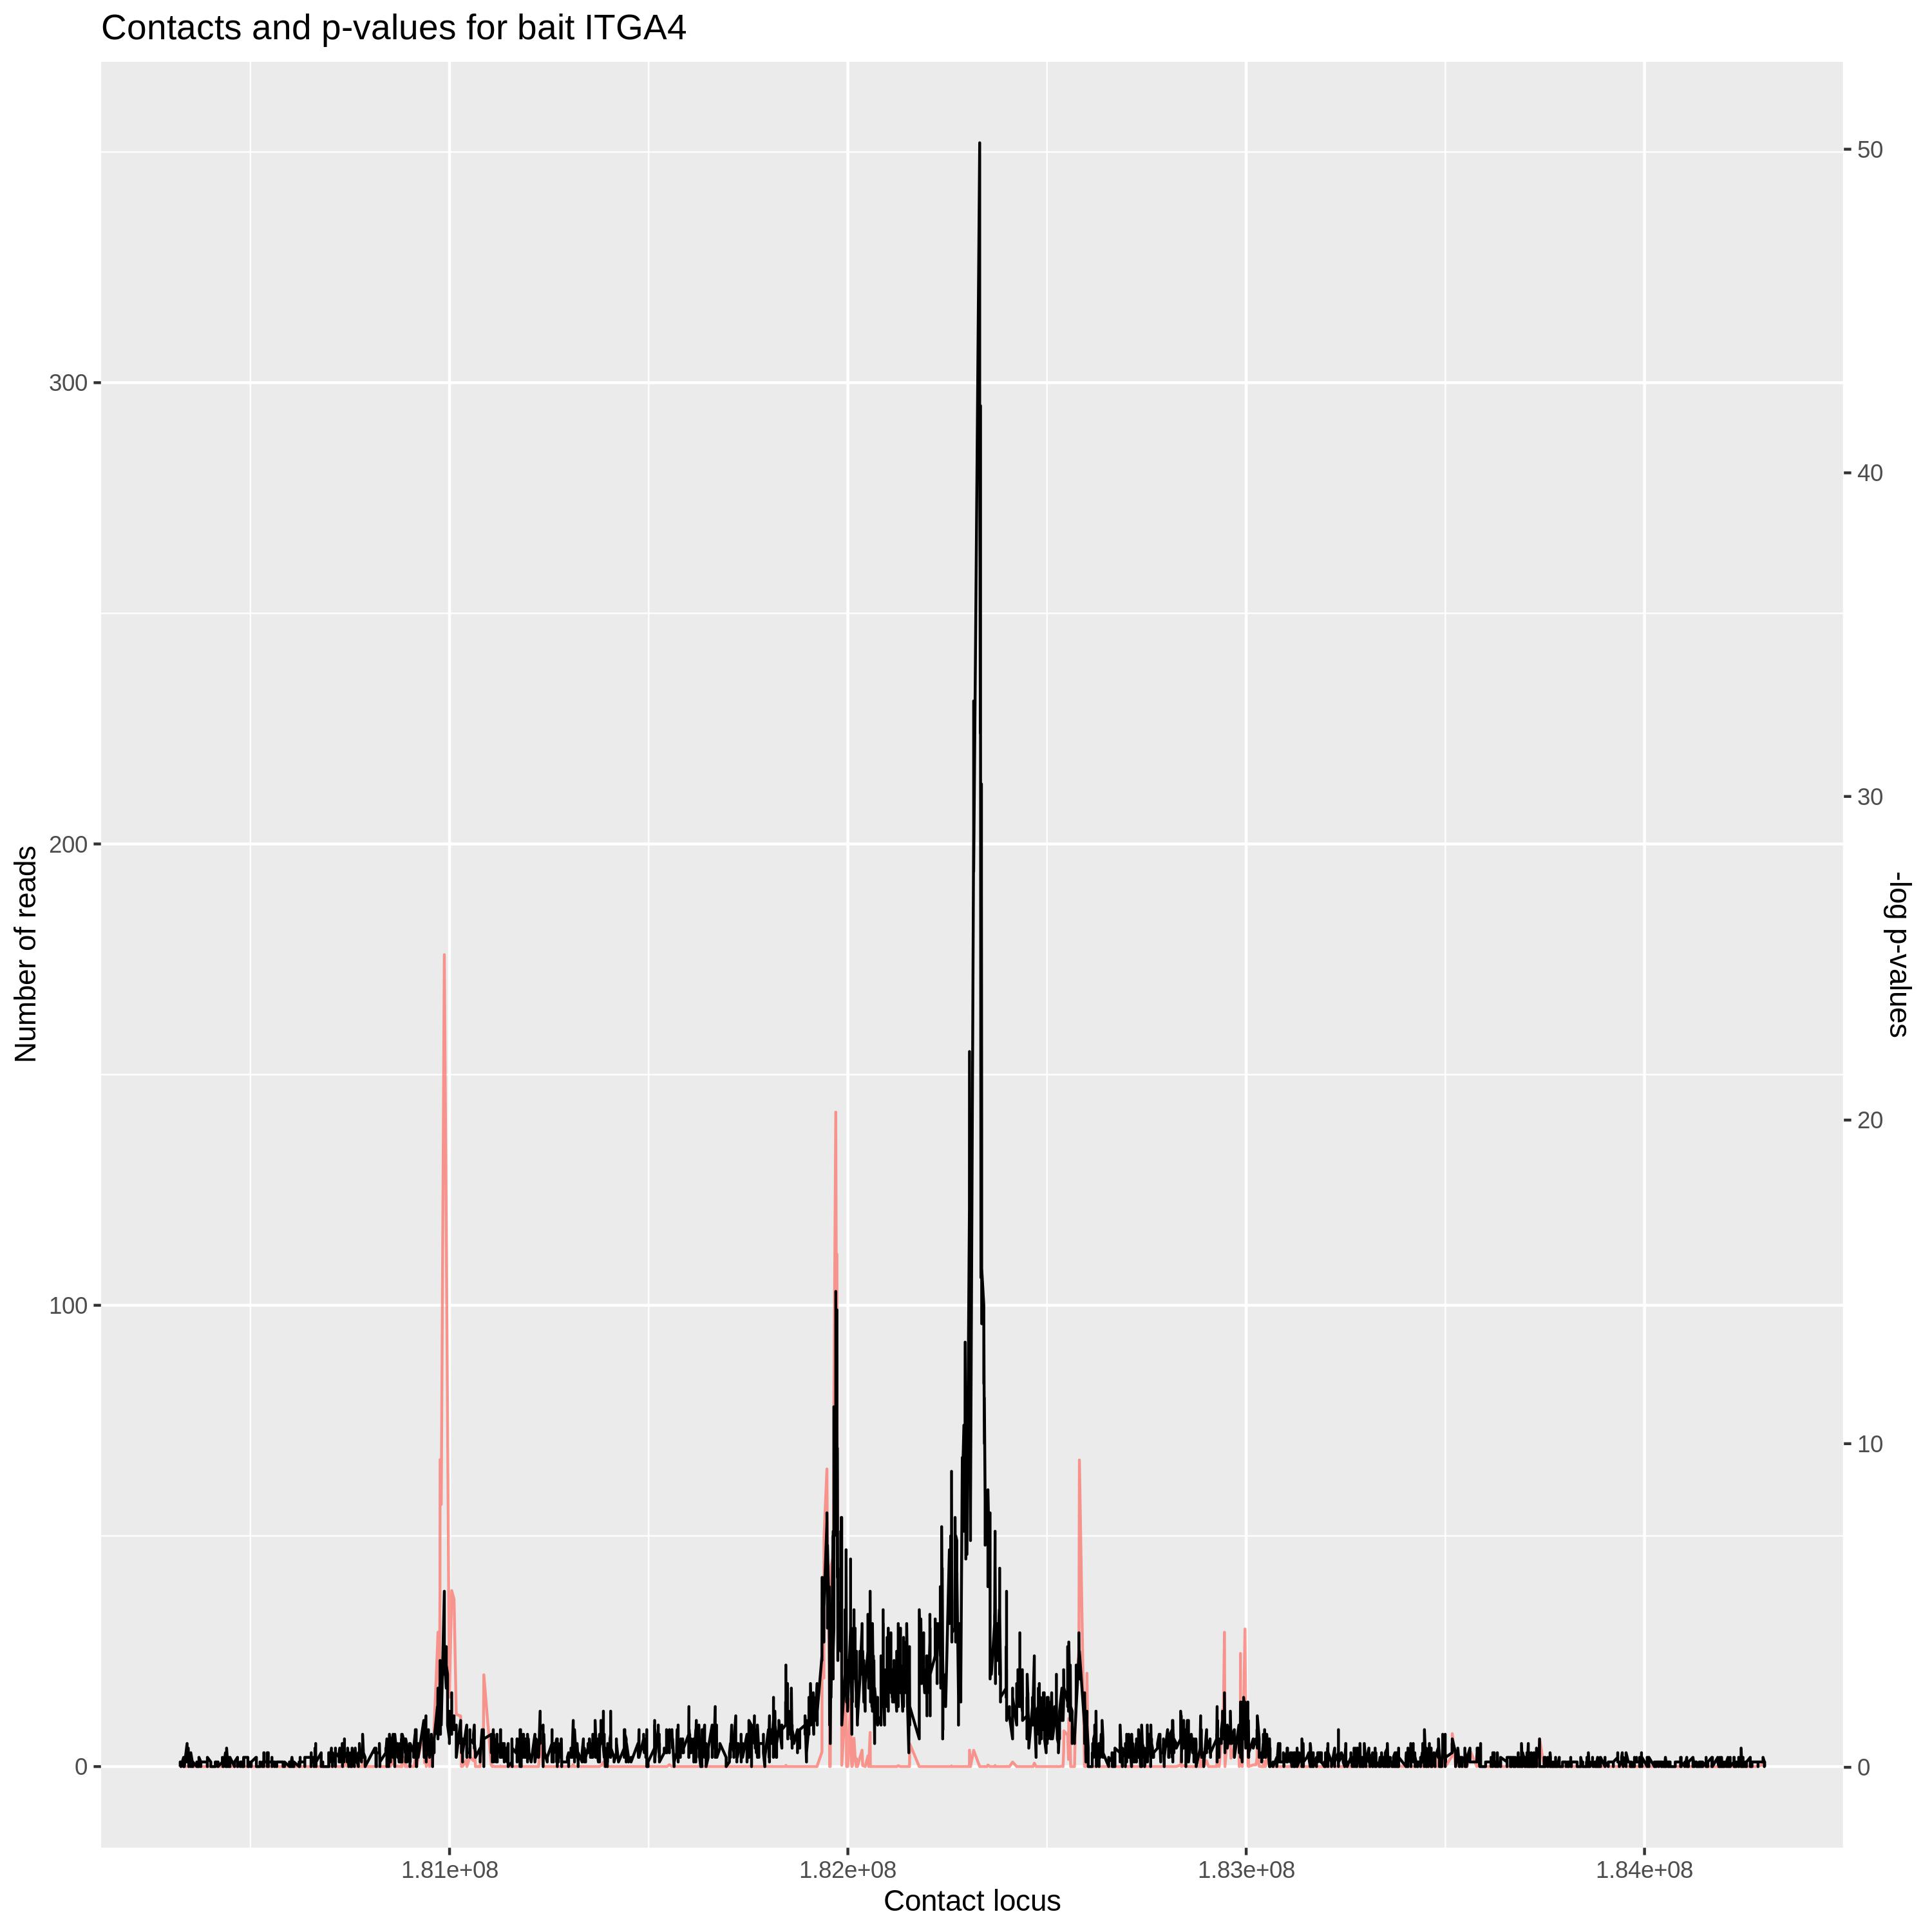 Contacts and p-values for bait ITGA4
Number of reads
300
200
100
0
50
40
30
20
10
0
-log p-values
1.81e+08
1.82e+08
1.83e+08
1.84e+08
Contact locus